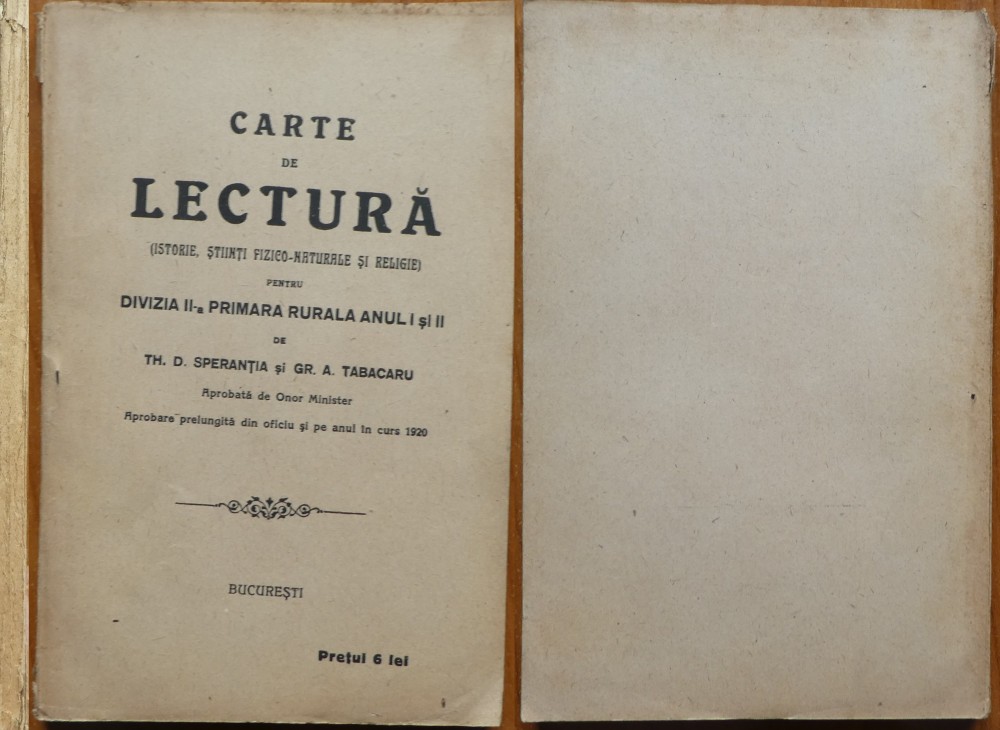 CARTE
DE
LECTURĂ
(ISTORIE, ŞTIINŢI FIZICO-NATURALE ŞI RELIGIE)
PENTRU
DIVIZIA II-a PRIMARA RURALA ANUL I şi II
DE
TH. D. SPERANŢIA şi GR. A. TABACARU
Aprobată de Onor Minister
Aprobare prelungită din oficiu şi pe anul în curs 1920
BUCUREŞTI
Preţul 6 lei